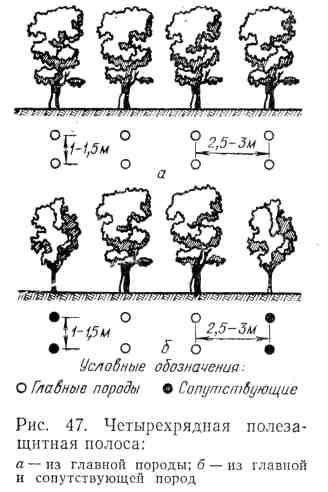 1-1,5м
2,5-3м
а
1-1,5м
2,5-3м
б
Условные обозначения:
Главные породы
Сопутствующие
Рис. 47. Четырехрядная полеза-
щитная полоса:
а — из главной породы; б — из главной
и сопутствующей пород